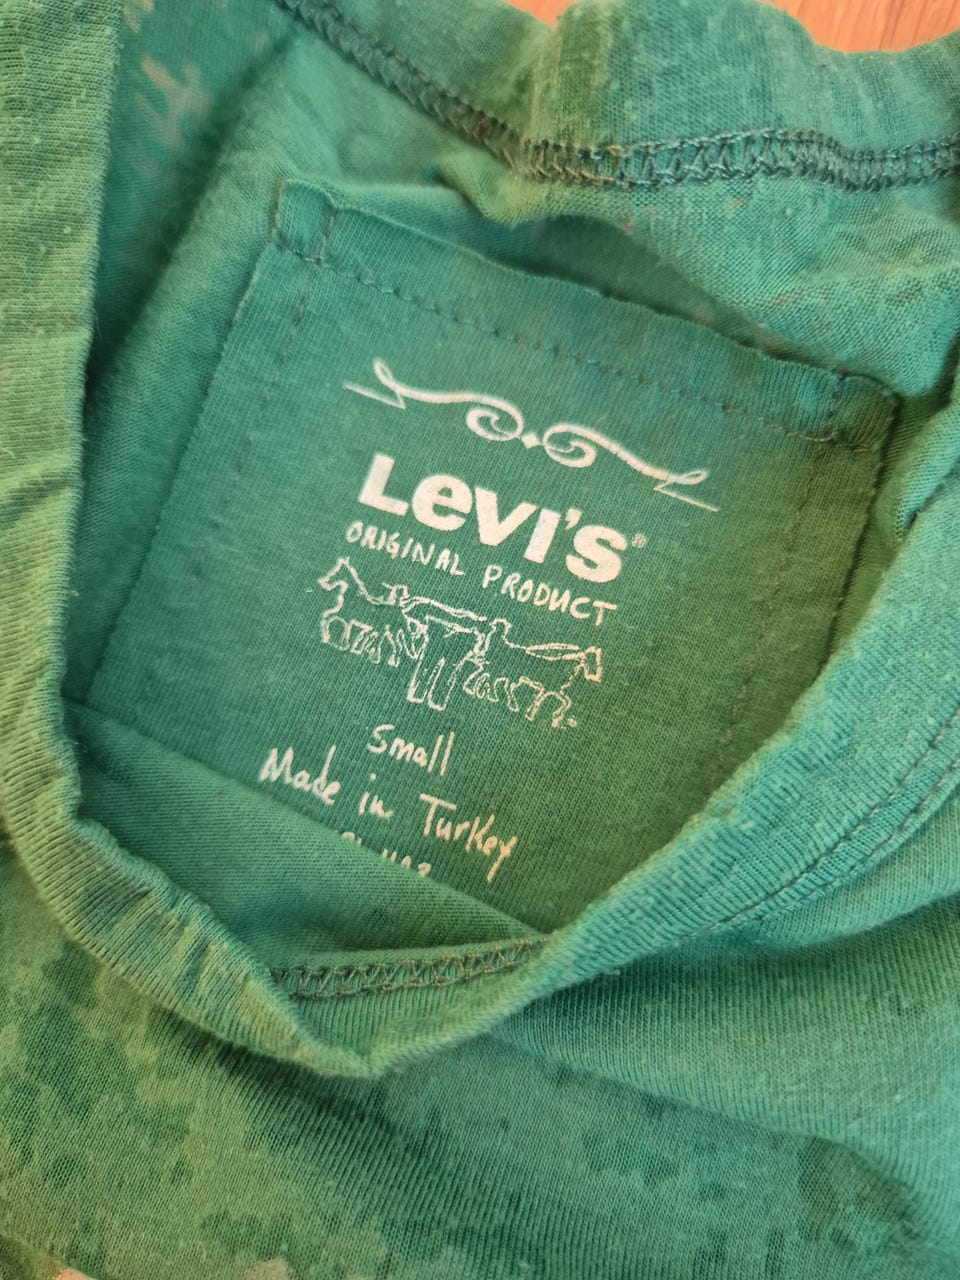 Levi's®
ORIGINAL PRODUCT
Small
Made in Turkey